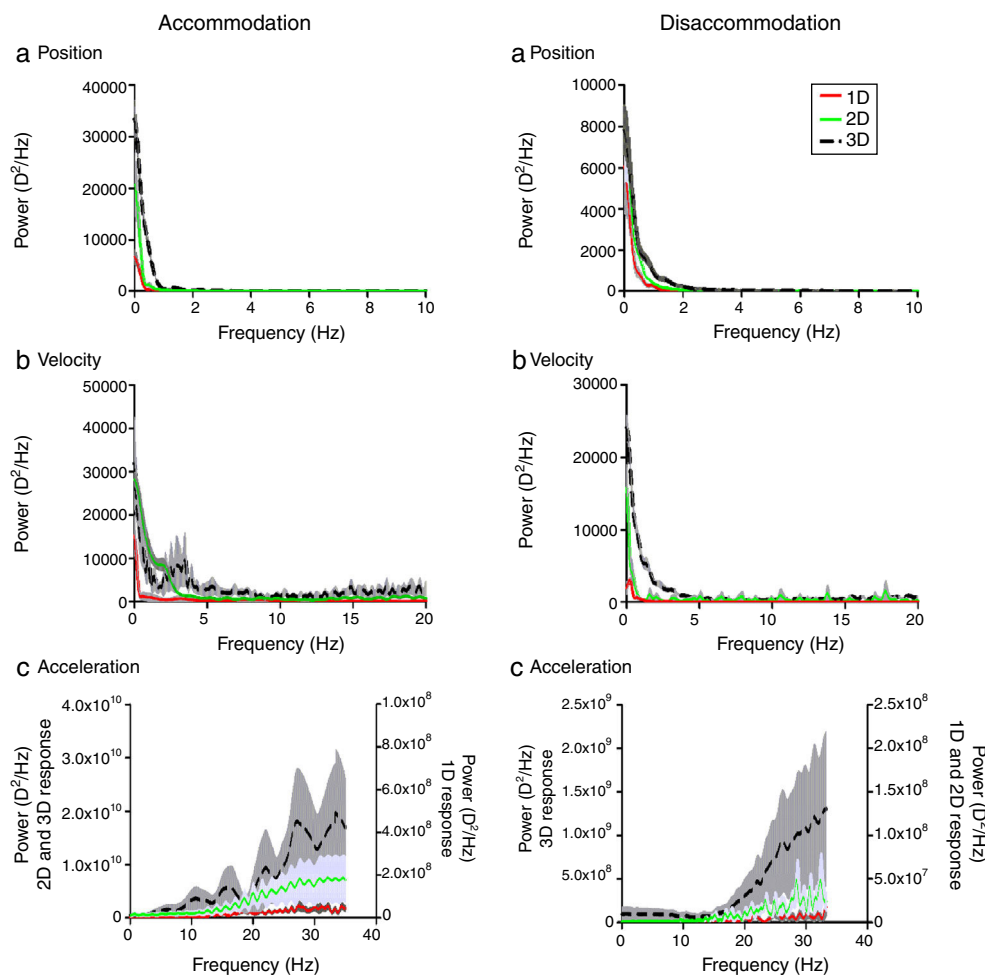 Accommodation
Disaccommodation
a Position
40000
30000
20000
10000
0
Power (D²/Hz)
0 2 4 6 8 10
Frequency (Hz)
a Position
10000
8000
6000
4000
2000
0
Power (D²/Hz)
0 2 4 6 8 10
Frequency (Hz)
1D
2D
3D
b Velocity
50000
40000
30000
20000
10000
0
Power (D²/Hz)
0 5 10 15 20
Frequency (Hz)
b Velocity
30000
20000
10000
0
Power (D²/Hz)
0 5 10 15 20
Frequency (Hz)
c Acceleration
4.0x10¹⁰
3.0x10¹⁰
2.0x10¹⁰
1.0x10¹⁰
0
Power (D²/Hz)
2D and 3D response
1.0x10⁸
8.0x10⁸
6.0x10⁸
4.0x10⁸
2.0x10⁸
0
Power (D²/Hz)
1D response
0 10 20 30 40
Frequency (Hz)
c Acceleration
2.5x10⁹
2.0x10⁹
1.5x10⁹
1.0x10⁹
5.0x10⁸
0
Power (D²/Hz)
3D response
2.5x10⁸
2.0x10⁸
1.5x10⁸
1.0x10⁸
5.0x10⁷
0
Power (D²/Hz)
1D and 2D response
0 10 20 30 40
Frequency (Hz)